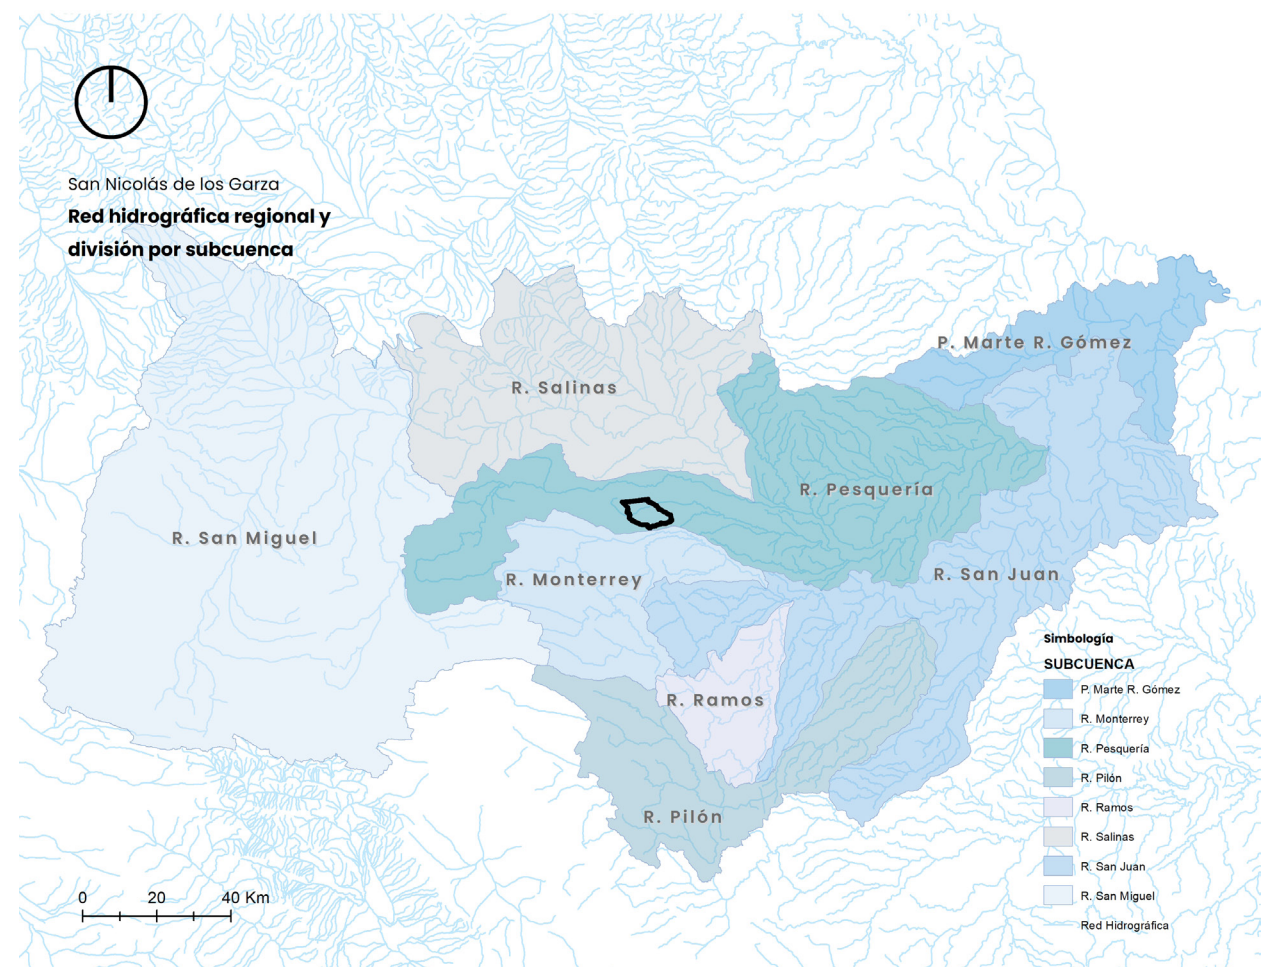 San Nicolás de los Garza
Red hidrográfica regional y
división por subcuenca
P. Marte R. Gómez
R. Salinas
R. Pesquería
R. San Miguel
R. Monterrey
R. San Juan
R. Ramos
R. Pilón
Simbología
SUBCUENCA
P. Marte R. Gómez
R. Monterrey
R. Pesquería
R. Pilón
R. Ramos
R. Salinas
R. San Juan
R. San Miguel
Red Hidrográfica
0 20 40 Km